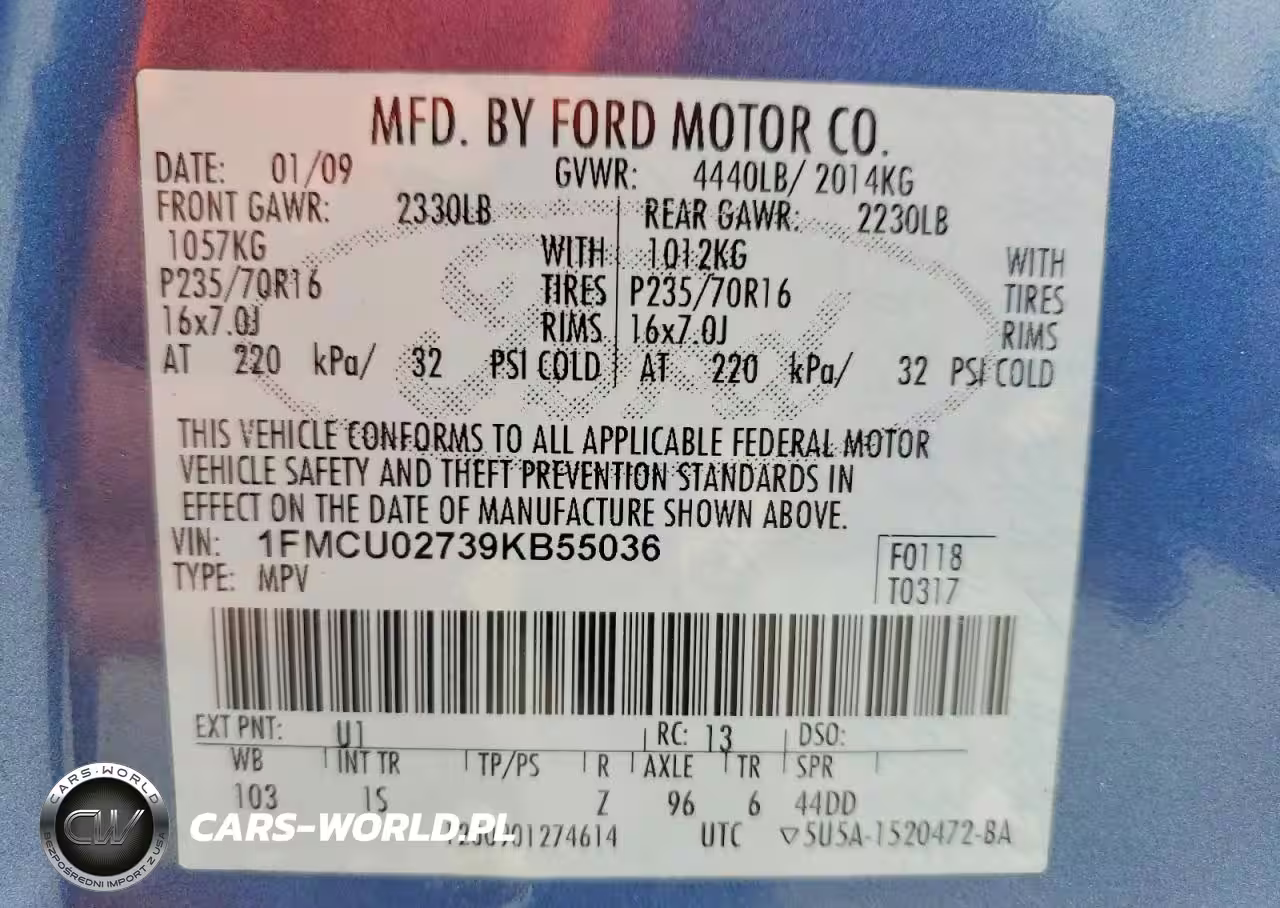 MFD. BY FORD MOTOR CO.
DATE: 01/09 GVWR: 4440LB/ 2014KG
FRONT GAWR: 2330LB REAR GAWR: 2230LB
1057KG WITH 1012KG WITH
P235/70R16 TIRES P235/70R16 TIRES
16x7.0J RIMS 16x7.0J RIMS
AT 220 kPa/ 32 PSI COLD AT 220 kPa/ 32 PSI COLD
THIS VEHICLE CONFORMS TO ALL APPLICABLE FEDERAL MOTOR
VEHICLE SAFETY AND THEFT PREVENTION STANDARDS IN
EFFECT ON THE DATE OF MANUFACTURE SHOWN ABOVE.
VIN: 1FMCU02739KB55036
F0118
TYPE: MPV
T0317
EXT PNT: U1 RC: 13 DSO:
WB INT TR TP/PS R AXLE TR SPR
103 IS Z 96 6 44DD
UTC 5U5A-1520472-BA
CARS-WORLD.PL
CARS-WORLD
CW
BEZPOŚREDNI IMPORT Z USA